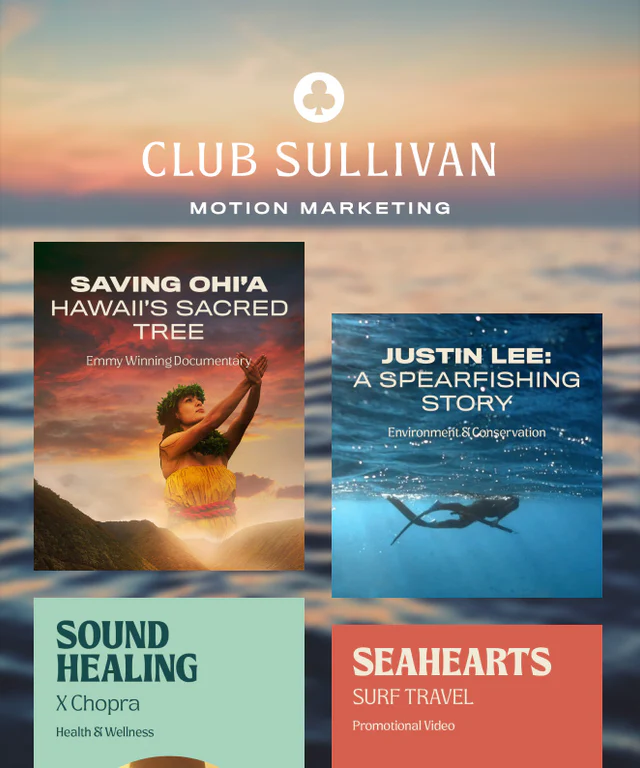 CLUB SULLIVAN
MOTION MARKETING
SAVING OHI'A
HAWAII'S SACRED
TREE
Emmy Winning Documentary
JUSTIN LEE:
A SPEARFISHING
STORY
Environment & Conservation
SOUND
HEALING
X Chopra
Health & Wellness
SEAHEARTS
SURF TRAVEL
Promotional Video